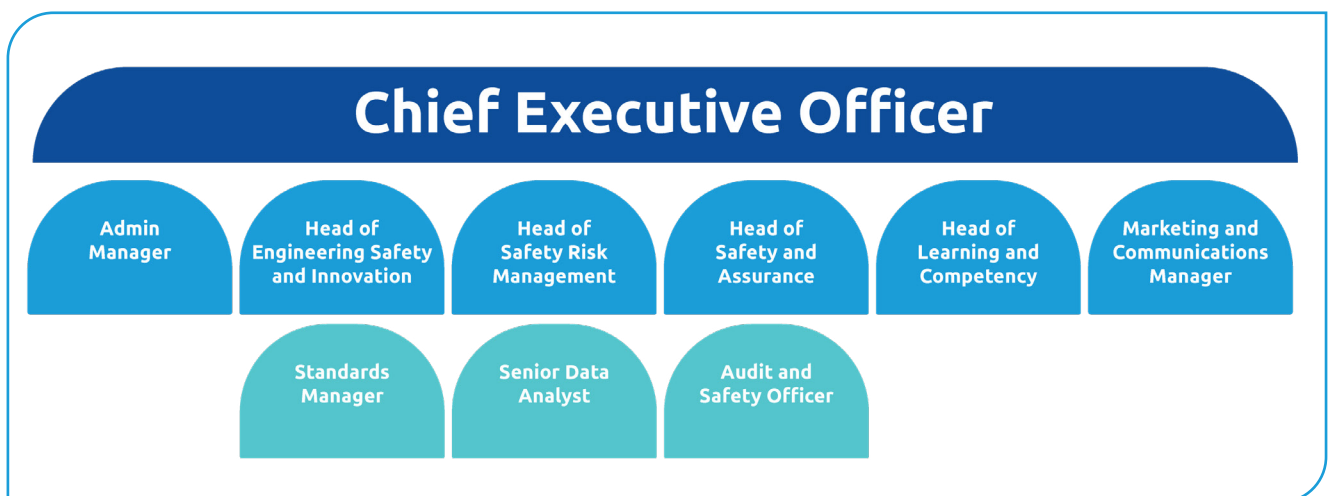 Chief Executive Officer
Admin
Manager
Head of
Engineering Safety
and Innovation
Head of
Safety Risk
Management
Head of
Safety and
Assurance
Head of
Learning and
Competency
Marketing and
Communications
Manager
Standards
Manager
Senior Data
Analyst
Audit and
Safety Officer